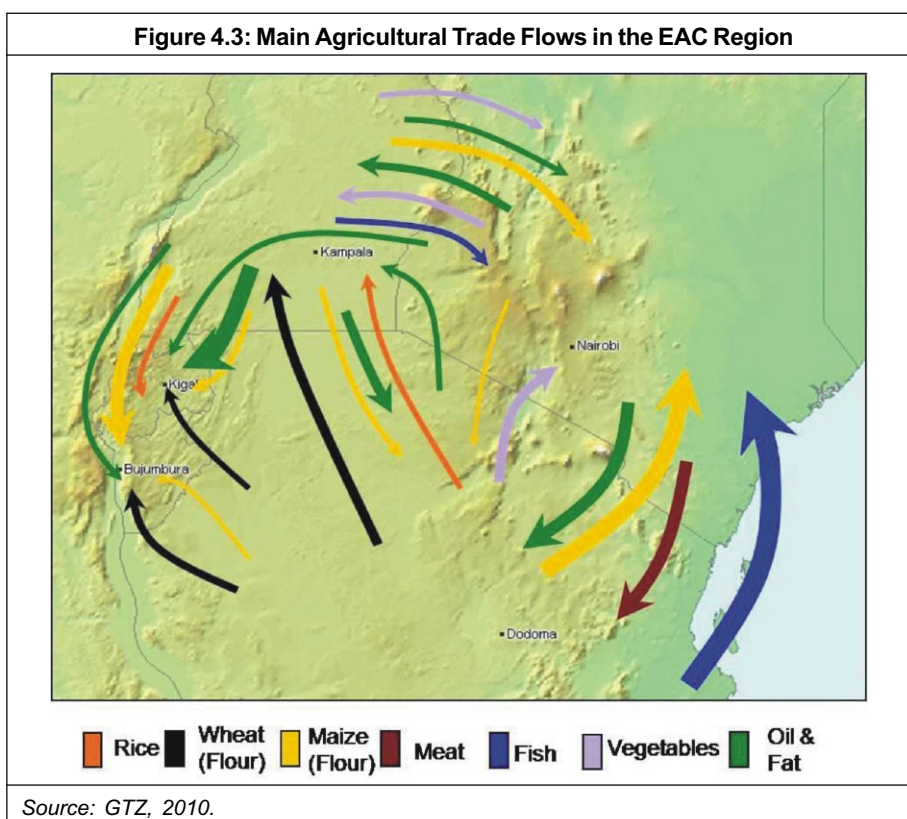 Figure 4.3: Main Agricultural Trade Flows in the EAC Region
Kampala
Nairobi
Kigali
Bujumbura
Dodoma
Rice
Wheat
(Flour)
Maize
(Flour)
Meat
Fish
Vegetables
Oil &
Fat
Source: GTZ, 2010.